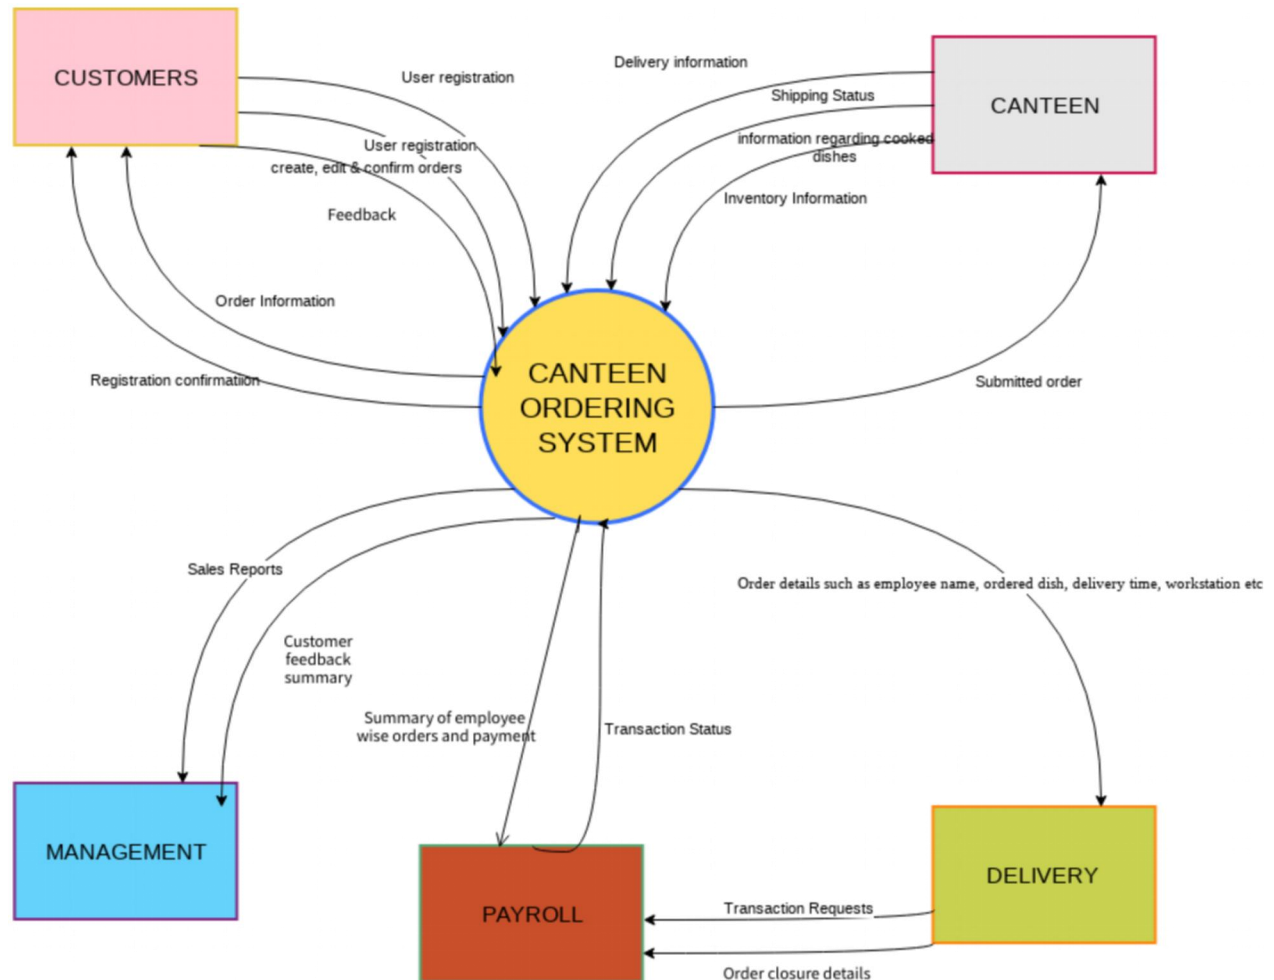 CUSTOMERS
User registration
User registration
create, edit & confirm orders
Feedback
Order Information
Registration confirmatiion
Delivery information
Shipping Status
information regarding cooked
dishes
Inventory Information
CANTEEN
CANTEEN
ORDERING
SYSTEM
Submitted order
Sales Reports
Customer
feedback
summary
Summary of employee
wise orders and payment
Transaction Status
Order details such as employee name, ordered dish, delivery time, workstation etc
MANAGEMENT
PAYROLL
DELIVERY
Transaction Requests
Order closure details